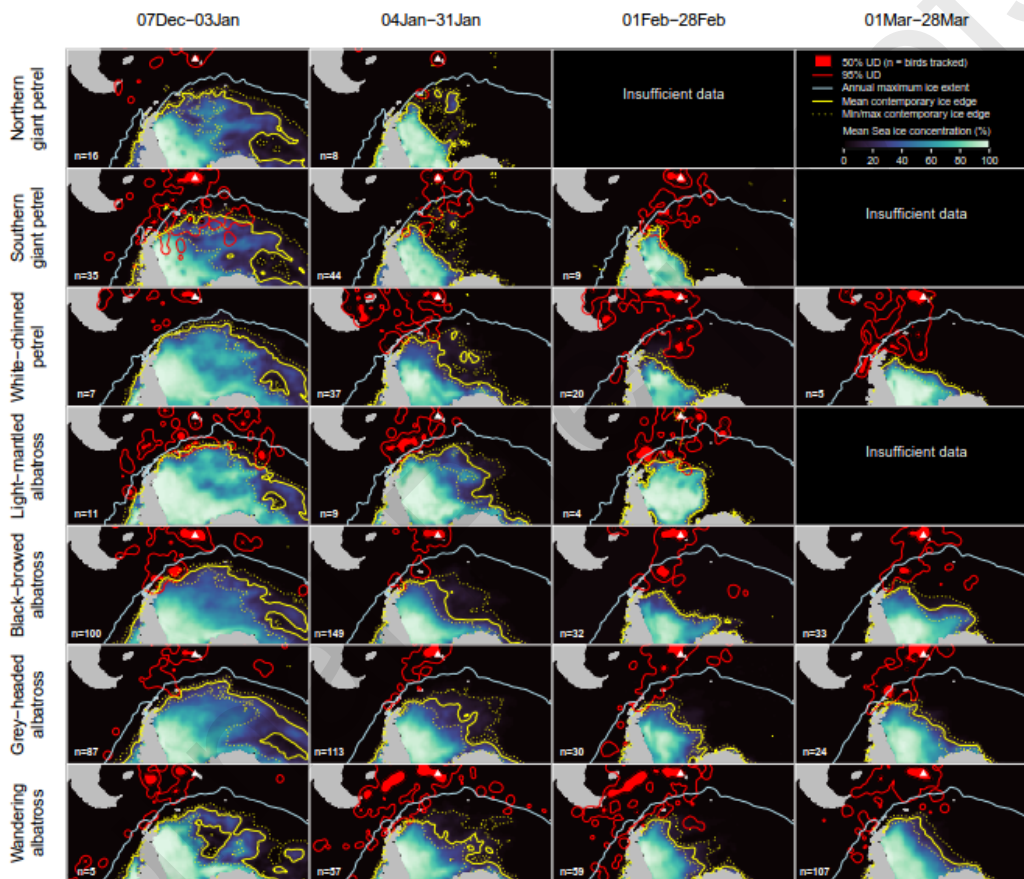 07Dec−03Jan 04Jan−31Jan 01Feb−28Feb 01Mar−28Mar
Northern
giant petrel
n=16
n=8
Insufficient data
50% UD (n = birds tracked)
95% UD
Annual maximum ice extent
Mean contemporary ice edge
Min/max contemporary ice edge
Mean Sea ice concentration (%)
0 20 40 60 80 100
Southern
giant petrel
n=35
n=44
n=9
Insufficient data
White−chinned
petrel
n=7
n=37
n=20
n=5
Light−mantled
albatross
n=11
n=9
n=4
Insufficient data
Black−browed
albatross
n=100
n=149
n=32
n=33
Grey−headed
albatross
n=87
n=113
n=30
n=24
Wandering
albatross
n=5
n=57
n=59
n=107